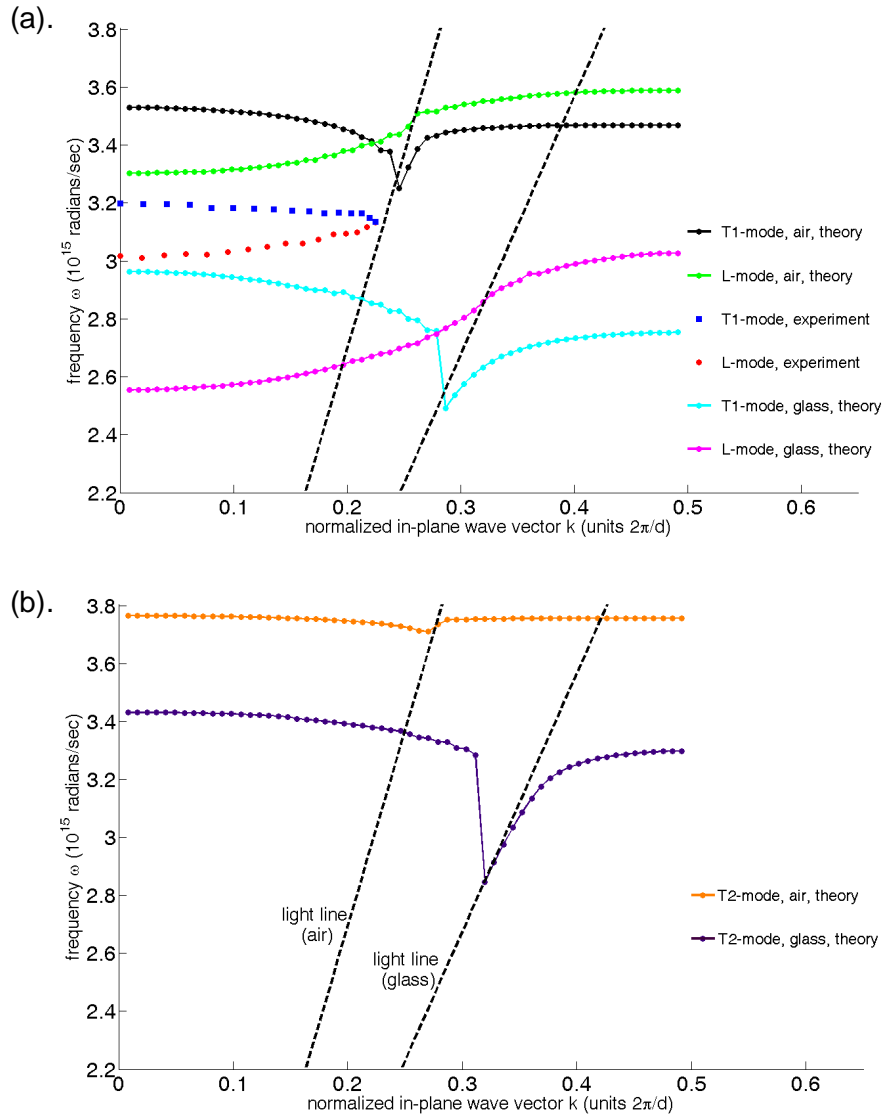 (a).
3.8
3.6
3.4
3.2
3
2.8
2.6
2.4
2.2
frequency ω (10^15 radians/sec)
T1-mode, air, theory
L-mode, air, theory
T1-mode, experiment
L-mode, experiment
T1-mode, glass, theory
L-mode, glass, theory
0 0.1 0.2 0.3 0.4 0.5 0.6
normalized in-plane wave vector k (units 2π/d)
(b).
3.8
3.6
3.4
3.2
3
2.8
2.6
2.4
2.2
frequency ω (10^15 radians/sec)
light line
(air)
light line
(glass)
T2-mode, air, theory
T2-mode, glass, theory
0 0.1 0.2 0.3 0.4 0.5 0.6
normalized in-plane wave vector k (units 2π/d)